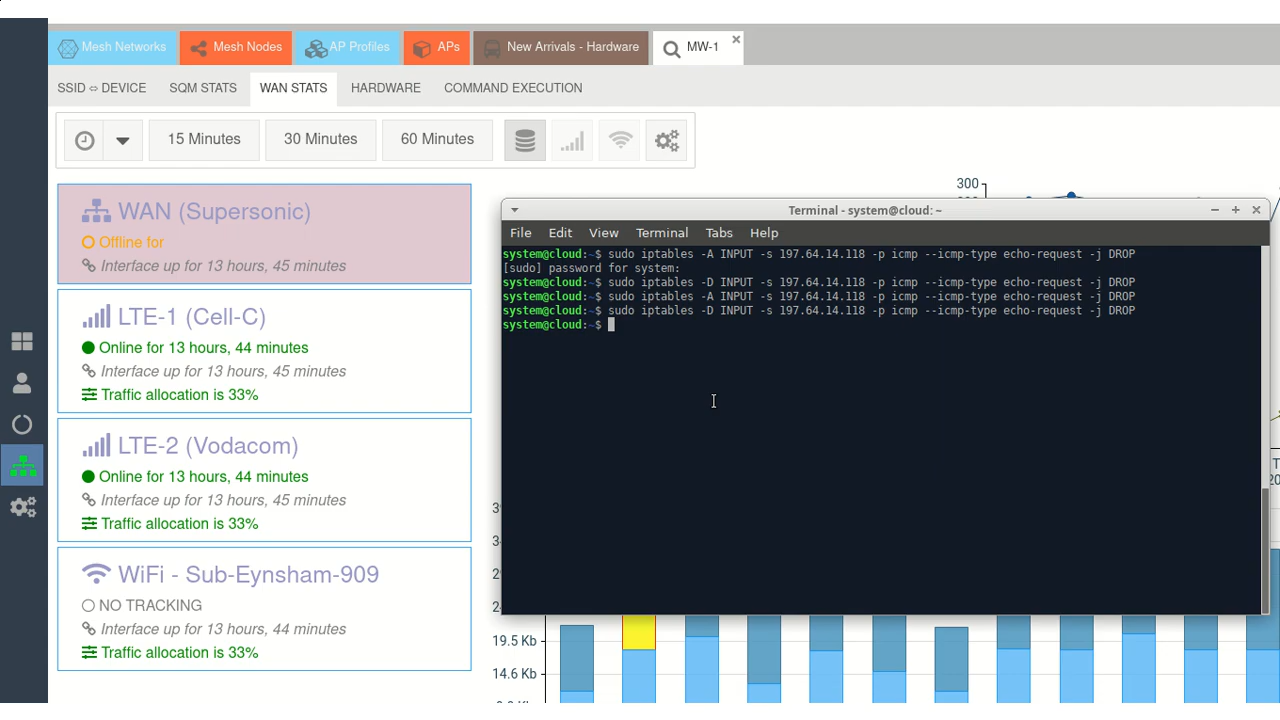 Mesh Networks
Mesh Nodes
AP Profiles
APs
New Arrivals - Hardware
MW-1
SSID ⇔ DEVICE
SQM STATS
WAN STATS
HARDWARE
COMMAND EXECUTION
15 Minutes
30 Minutes
60 Minutes
WAN (Supersonic)
Offline for
Interface up for 13 hours, 45 minutes
LTE-1 (Cell-C)
Online for 13 hours, 44 minutes
Interface up for 13 hours, 45 minutes
Traffic allocation is 33%
LTE-2 (Vodacom)
Online for 13 hours, 44 minutes
Interface up for 13 hours, 45 minutes
Traffic allocation is 33%
WiFi - Sub-Eynsham-909
NO TRACKING
Interface up for 13 hours, 44 minutes
Traffic allocation is 33%
300
Terminal - system@cloud: ~
File Edit View Terminal Tabs Help
system@cloud:~$ sudo iptables -A INPUT -s 197.64.14.118 -p icmp --icmp-type echo-request -j DROP
[sudo] password for system:
system@cloud:~$ sudo iptables -D INPUT -s 197.64.14.118 -p icmp --icmp-type echo-request -j DROP
system@cloud:~$ sudo iptables -A INPUT -s 197.64.14.118 -p icmp --icmp-type echo-request -j DROP
system@cloud:~$ sudo iptables -D INPUT -s 197.64.14.118 -p icmp --icmp-type echo-request -j DROP
system@cloud:~$
19.5 Kb
14.6 Kb